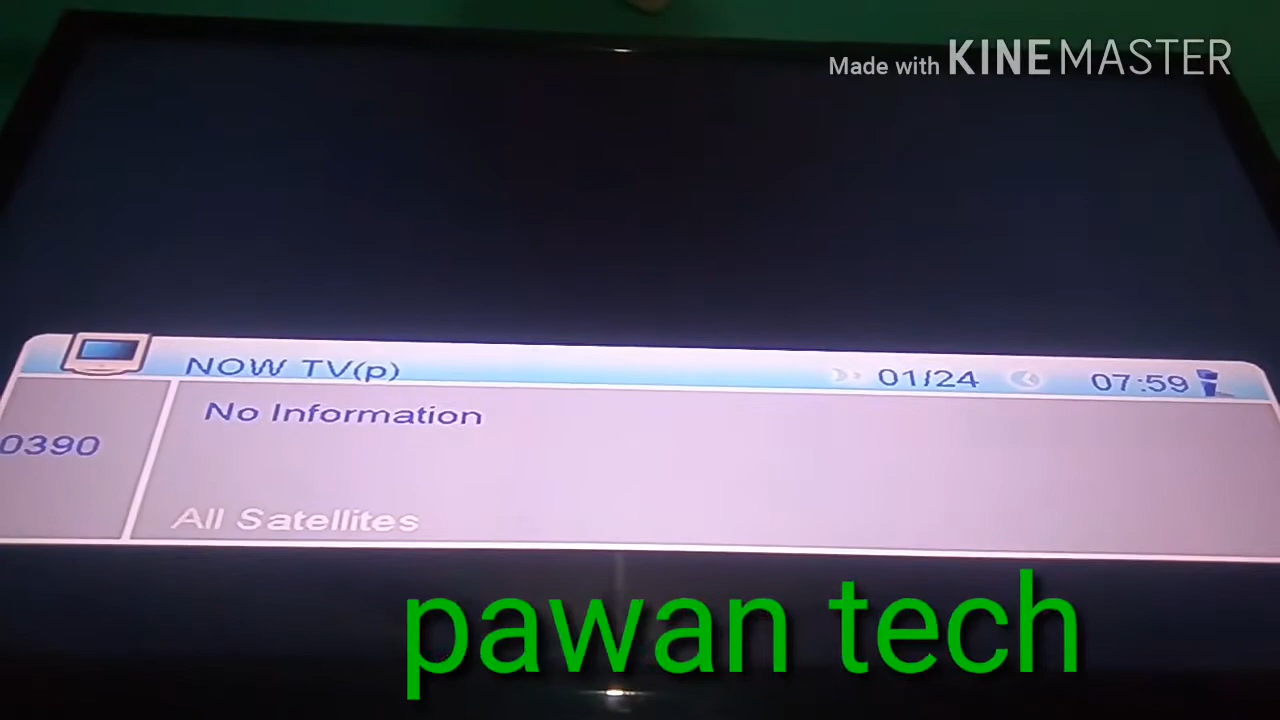 Made with KINEMASTER
NOW TV(p) 01/24 07:59
No Information
0390
All Satellites
pawan tech